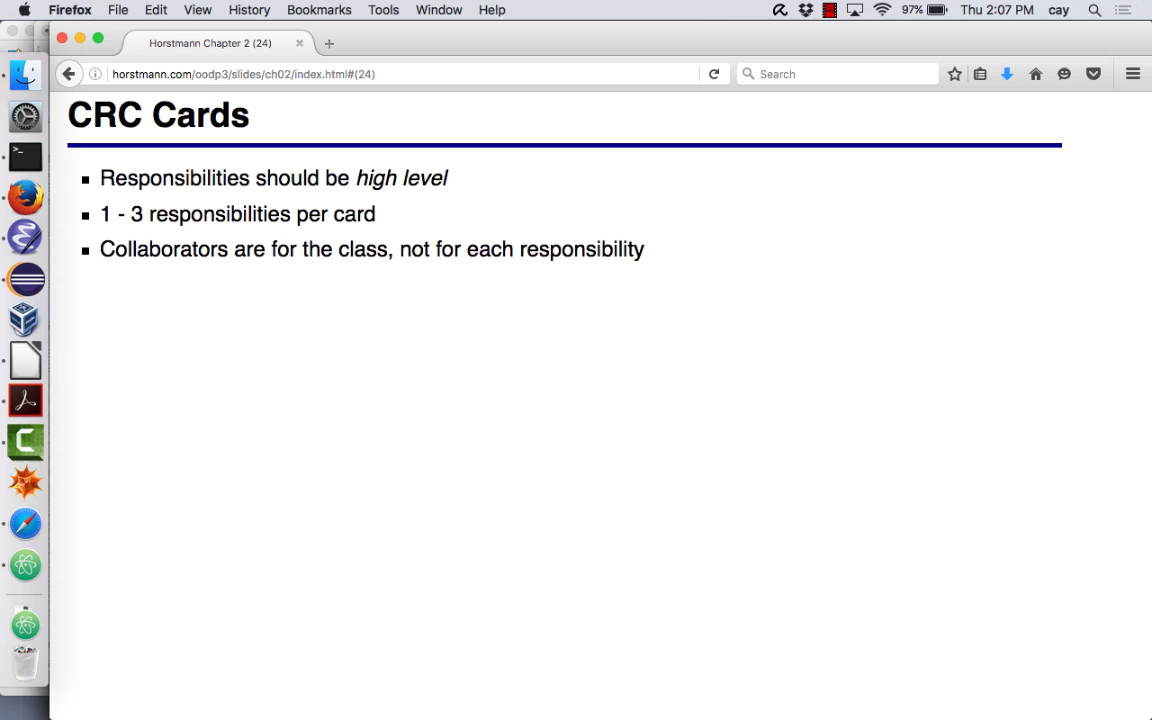 Firefox File Edit View History Bookmarks Tools Window Help 97% Thu 2:07 PM cay
Horstmann Chapter 2 (24)
horstmann.com/oodp3/slides/ch02/index.html#(24) Search
CRC Cards
Responsibilities should be high level
1 - 3 responsibilities per card
Collaborators are for the class, not for each responsibility